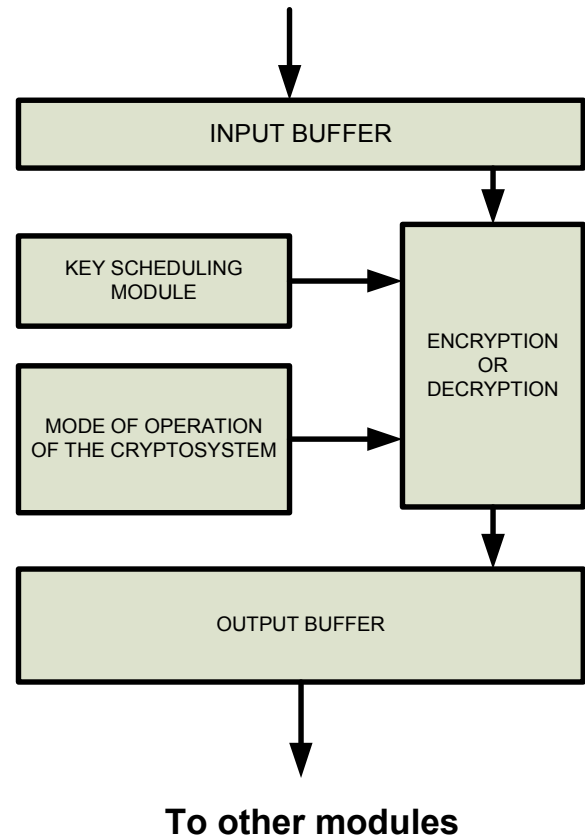 INPUT BUFFER
KEY SCHEDULING
MODULE
ENCRYPTION
OR
DECRYPTION
MODE OF OPERATION
OF THE CRYPTOSYSTEM
OUTPUT BUFFER
To other modules